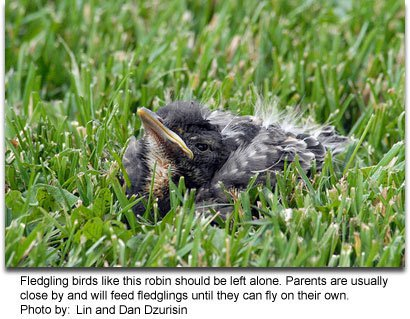 Fledgling birds like this robin should be left alone. Parents are usually
close by and will feed fledglings until they can fly on their own.
Photo by: Lin and Dan Dzurisin